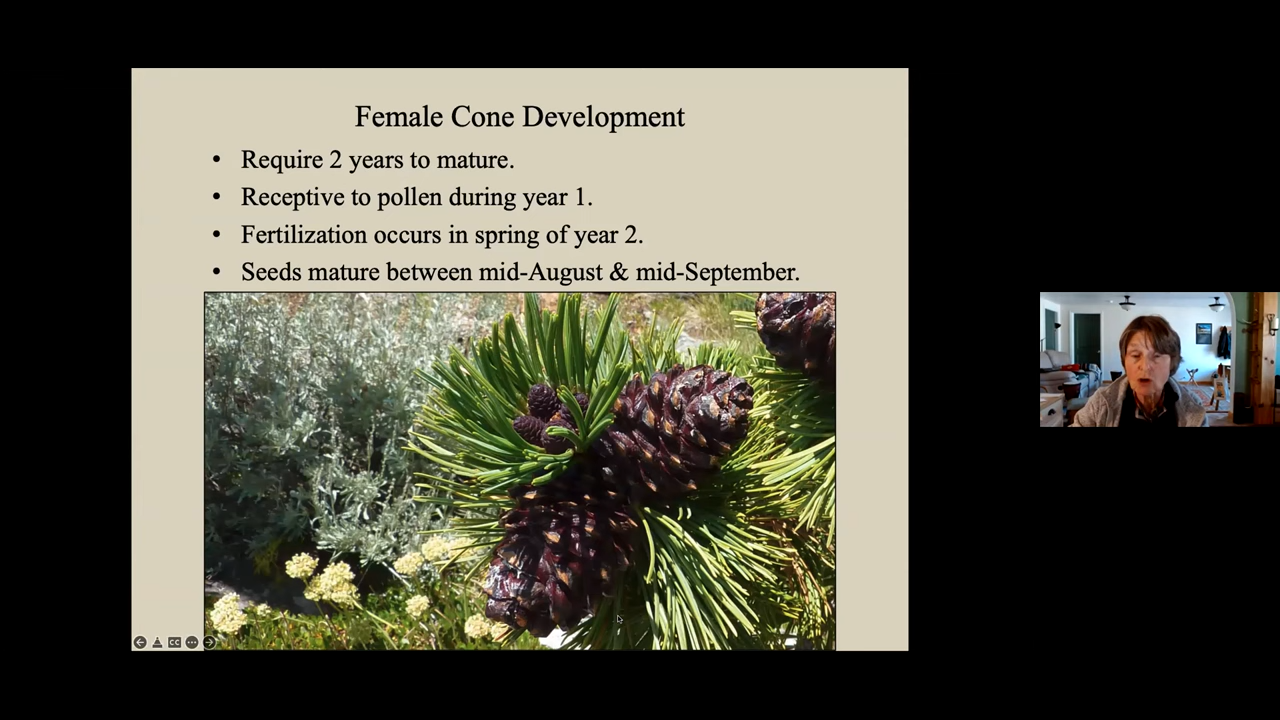 Female Cone Development
• Require 2 years to mature.
• Receptive to pollen during year 1.
• Fertilization occurs in spring of year 2.
• Seeds mature between mid-August & mid-September.
CC